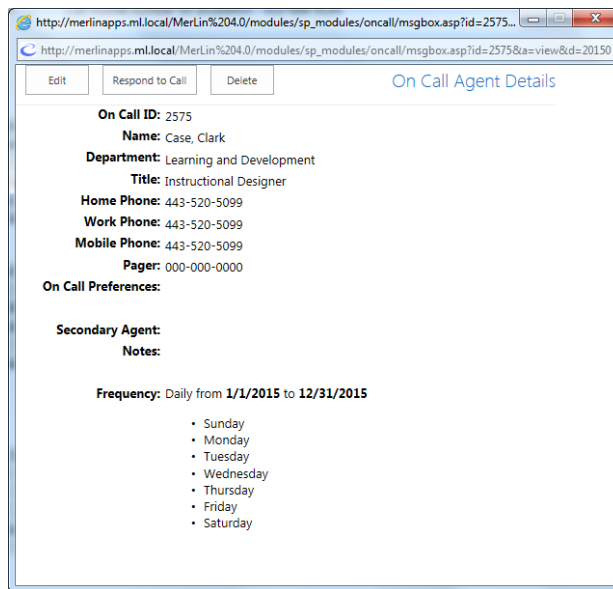 http://merlinapps.ml.local/MerLin%204.0/modules/sp_modules/oncall/msgbox.asp?id=2575...
http://merlinapps.ml.local/MerLin%204.0/modules/sp_modules/oncall/msgbox.asp?id=2575&a=view&d=20150
Edit Respond to Call Delete On Call Agent Details
On Call ID: 2575
Name: Case, Clark
Department: Learning and Development
Title: Instructional Designer
Home Phone: 443-520-5099
Work Phone: 443-520-5099
Mobile Phone: 443-520-5099
Pager: 000-000-0000
On Call Preferences:
Secondary Agent:
Notes:
Frequency: Daily from 1/1/2015 to 12/31/2015
• Sunday
• Monday
• Tuesday
• Wednesday
• Thursday
• Friday
• Saturday